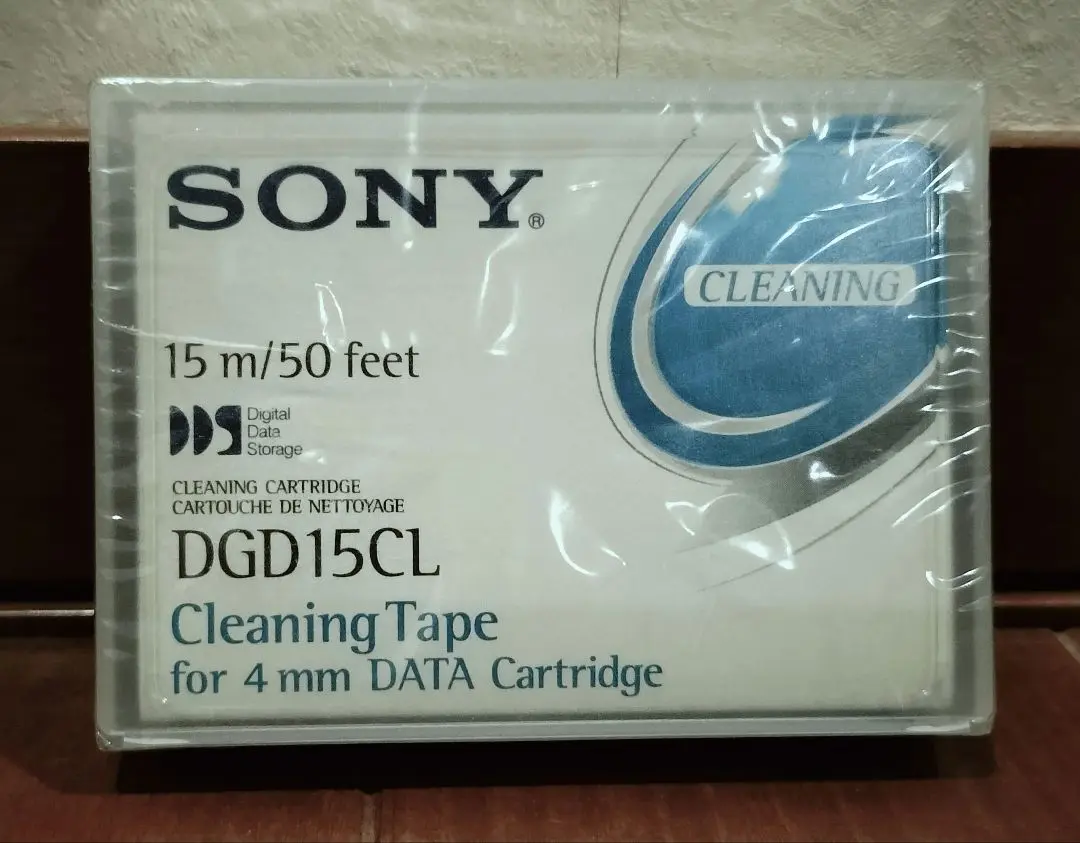 SONY®
CLEANING
15 m/50 feet
DDS Digital
Data
Storage
CLEANING CARTRIDGE
CARTOUCHE DE NETTOYAGE
DGD15CL
Cleaning Tape
for 4 mm DATA Cartridge